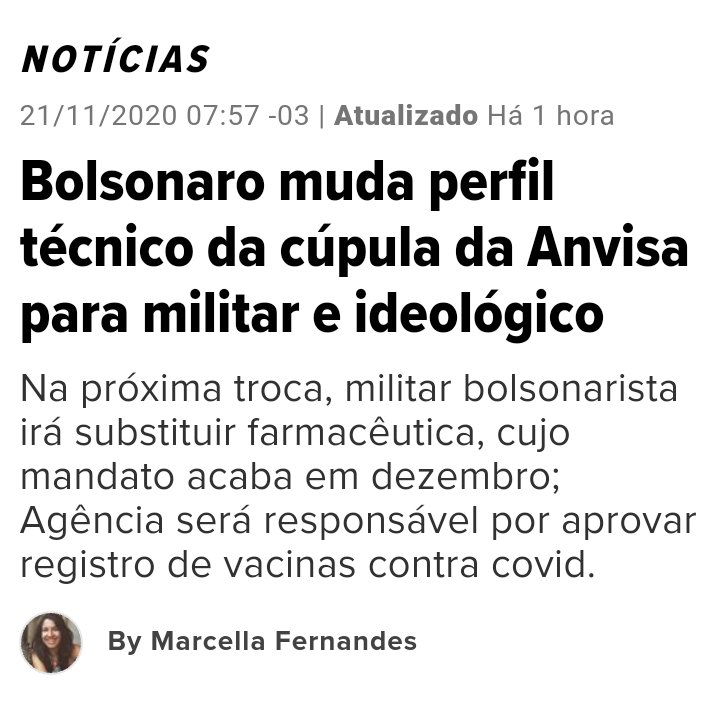 NOTÍCIAS
21/11/2020 07:57 -03 | Atualizado Há 1 hora
Bolsonaro muda perfil
técnico da cúpula da Anvisa
para militar e ideológico
Na próxima troca, militar bolsonarista
irá substituir farmacêutica, cujo
mandato acaba em dezembro;
Agência será responsável por aprovar
registro de vacinas contra covid.
By Marcella Fernandes